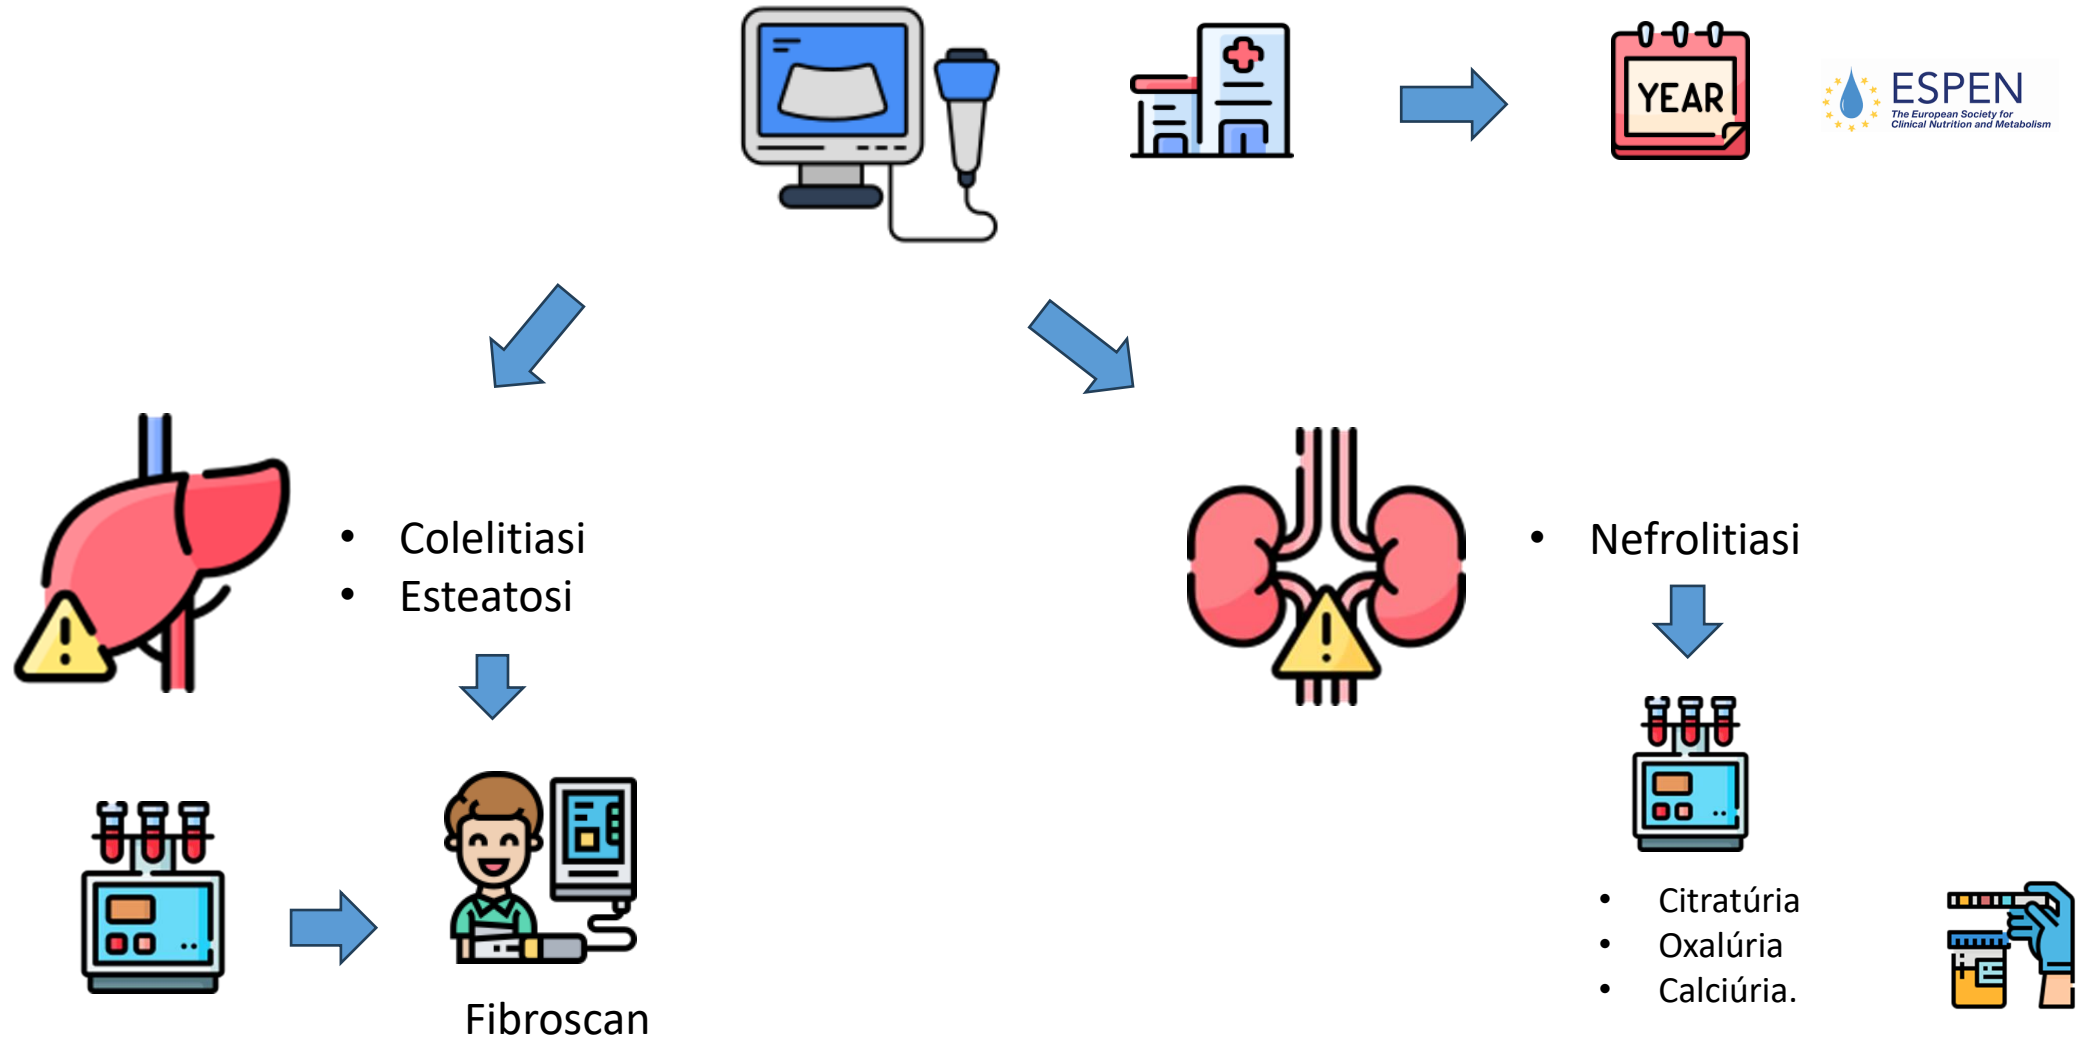 YEAR
ESPEN
The European Society for
Clinical Nutrition and Metabolism
• Colelitiasi
• Esteatosi
Fibroscan
• Nefrolitiasi
• Citratúria
• Oxalúria
• Calciúria.